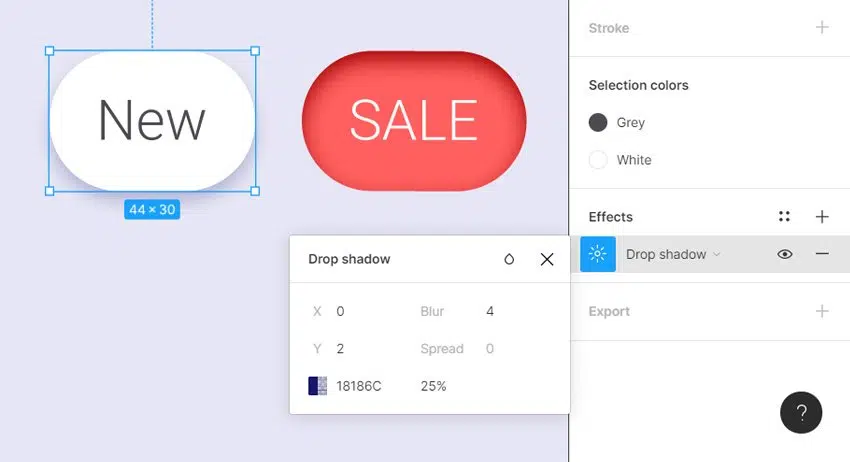 New
SALE
44 × 30
Drop shadow
X 0 Blur 4
Y 2 Spread 0
18186C 25%
Stroke
Selection colors
Grey
White
Effects
Drop shadow
Export
?